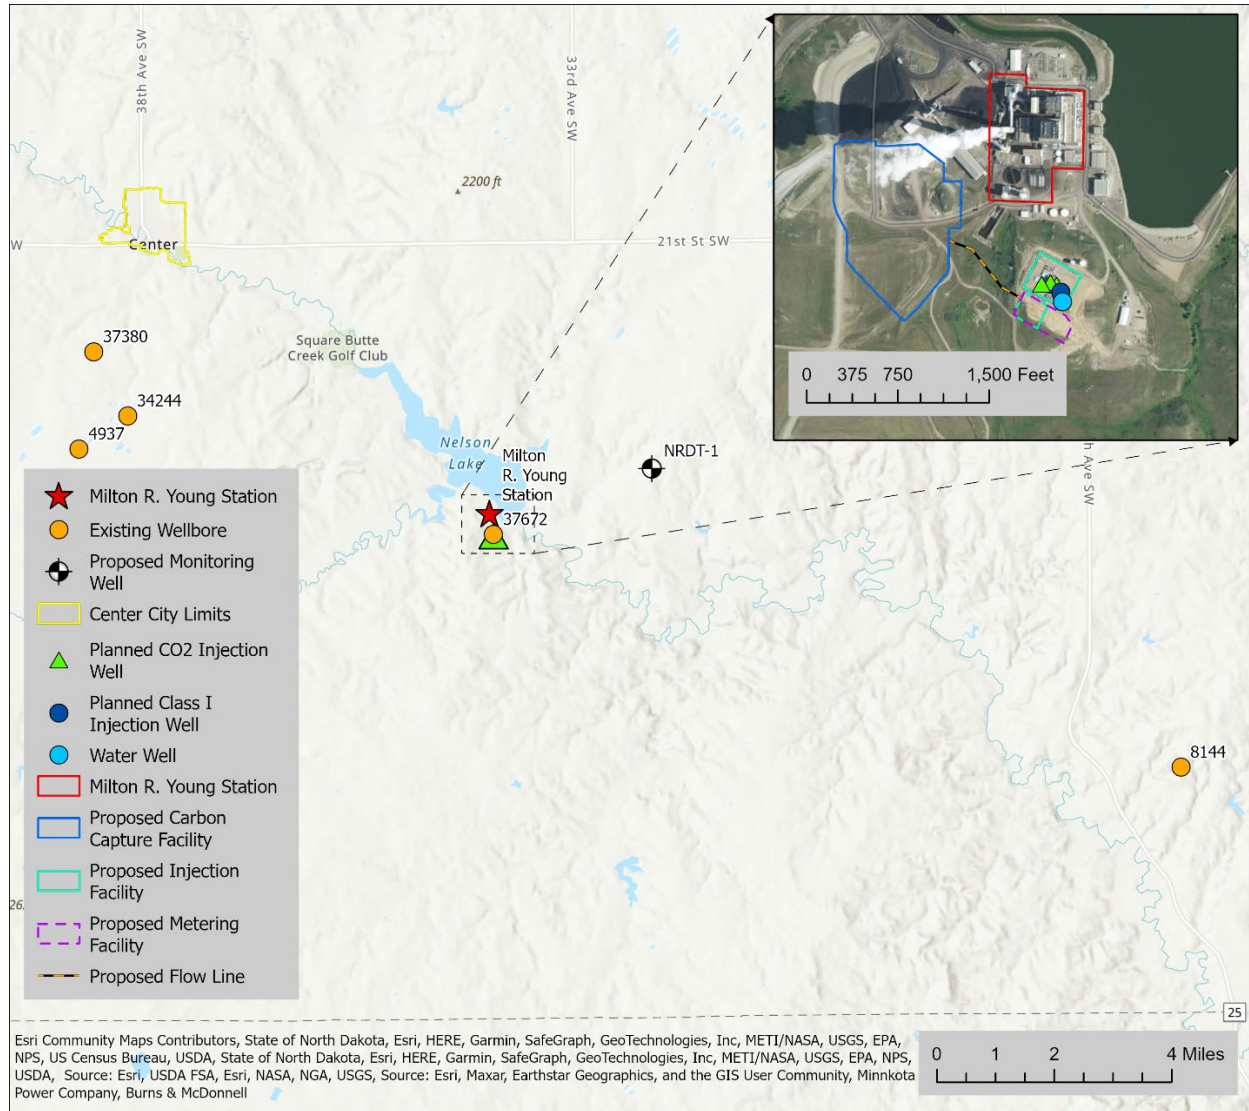 38th Ave SW
33rd Ave SW
2200 ft
W
Center
21st St SW
0 375 750 1,500 Feet
37380
Square Butte
Creek Golf Club
34244
4937
Nelson
Lake
Milton
R. Young
Station
NRDT-1
h Ave SW
37672
8144
Milton R. Young Station
Existing Wellbore
Proposed Monitoring
Well
Center City Limits
Planned CO2 Injection
Well
Planned Class I
Injection Well
Water Well
Milton R. Young Station
Proposed Carbon
Capture Facility
Proposed Injection
Facility
Proposed Metering
Facility
Proposed Flow Line
25
Esri Community Maps Contributors, State of North Dakota, Esri, HERE, Garmin, SafeGraph, GeoTechnologies, Inc, METI/NASA, USGS, EPA,
NPS, US Census Bureau, USDA, State of North Dakota, Esri, HERE, Garmin, SafeGraph, GeoTechnologies, Inc, METI/NASA, USGS, EPA, NPS,
USDA, Source: Esri, USDA FSA, Esri, NASA, NGA, USGS, Source: Esri, Maxar, Earthstar Geographics, and the GIS User Community, Minnkota
Power Company, Burns & McDonnell
0 1 2 4 Miles